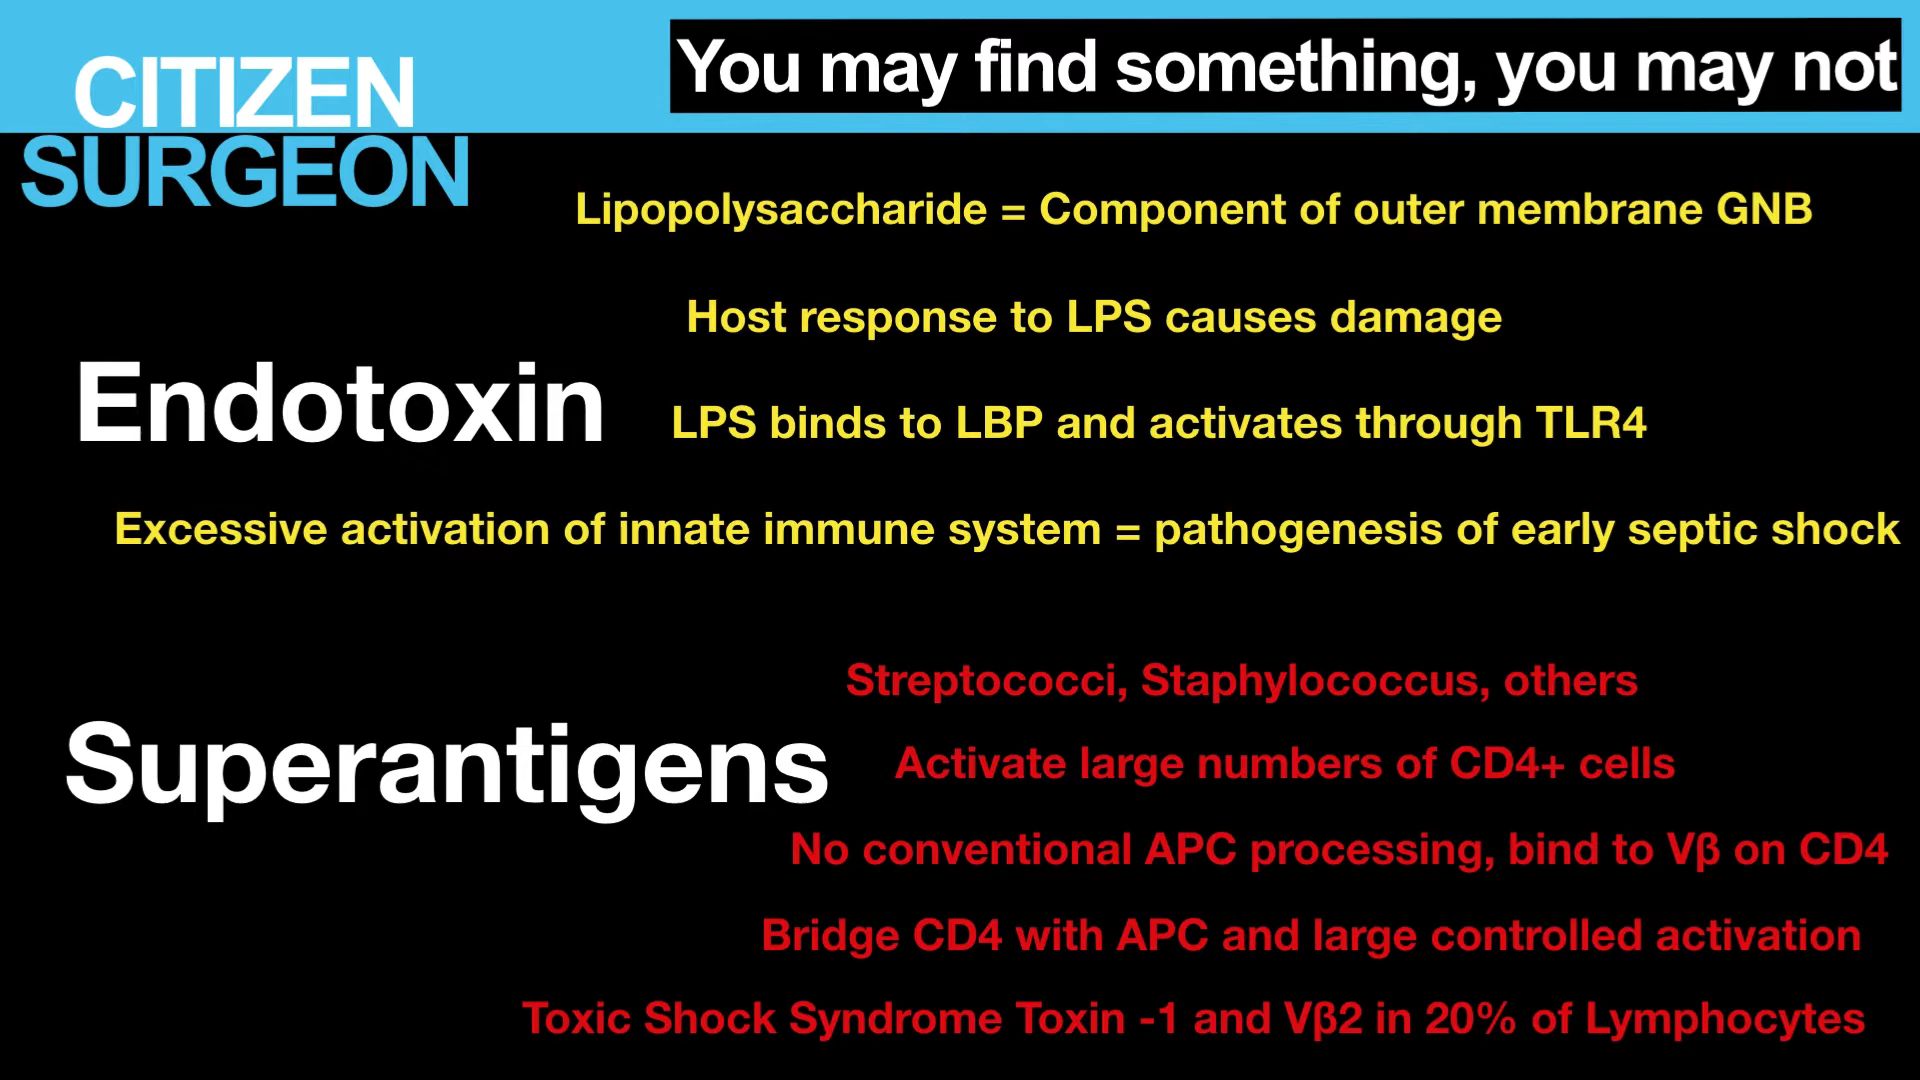 CITIZEN
SURGEON
You may find something, you may not
Lipopolysaccharide = Component of outer membrane GNB
Host response to LPS causes damage
Endotoxin
LPS binds to LBP and activates through TLR4
Excessive activation of innate immune system = pathogenesis of early septic shock
Streptococci, Staphylococcus, others
Superantigens
Activate large numbers of CD4+ cells
No conventional APC processing, bind to Vβ on CD4
Bridge CD4 with APC and large controlled activation
Toxic Shock Syndrome Toxin -1 and Vβ2 in 20% of Lymphocytes